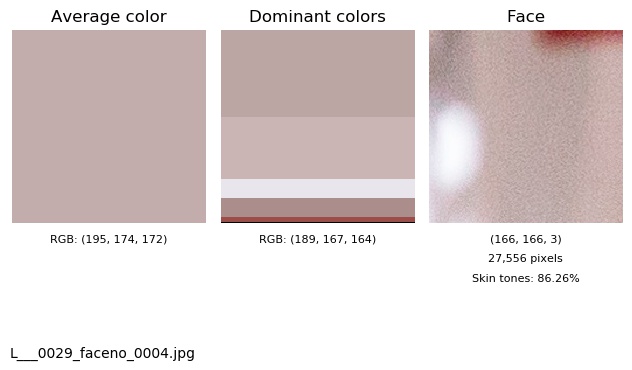 Average color
Dominant colors
Face
RGB: (195, 174, 172)
RGB: (189, 167, 164)
(166, 166, 3)
27,556 pixels
Skin tones: 86.26%
L___0029_faceno_0004.jpg